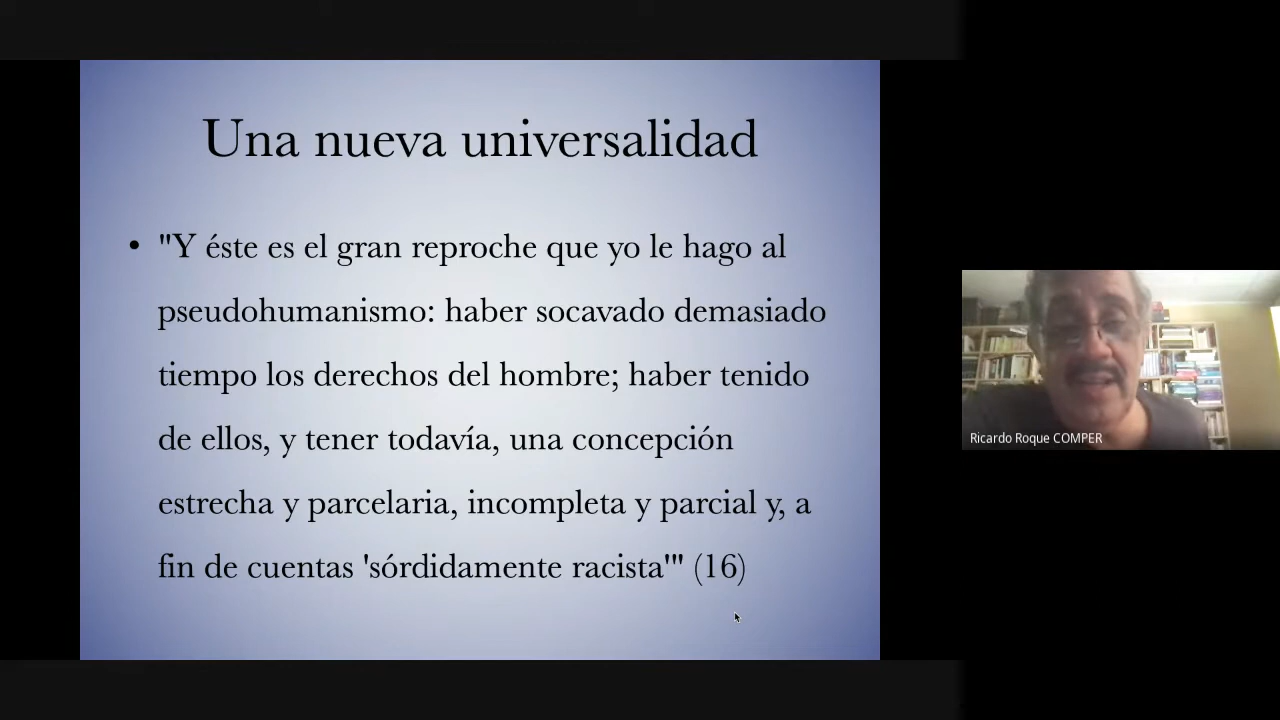 Una nueva universalidad
• "Y éste es el gran reproche que yo le hago al
pseudohumanismo: haber socavado demasiado
tiempo los derechos del hombre; haber tenido
de ellos, y tener todavía, una concepción
estrecha y parcelaria, incompleta y parcial y, a
fin de cuentas 'sórdidamente racista'" (16)
Ricardo Roque COMPER